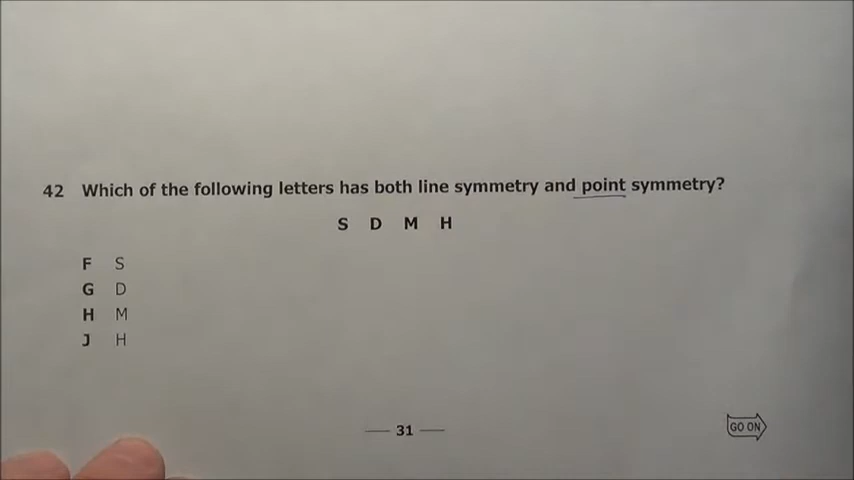 42 Which of the following letters has both line symmetry and point symmetry?
S D M H
F S
G D
H M
J H
31
GO ON